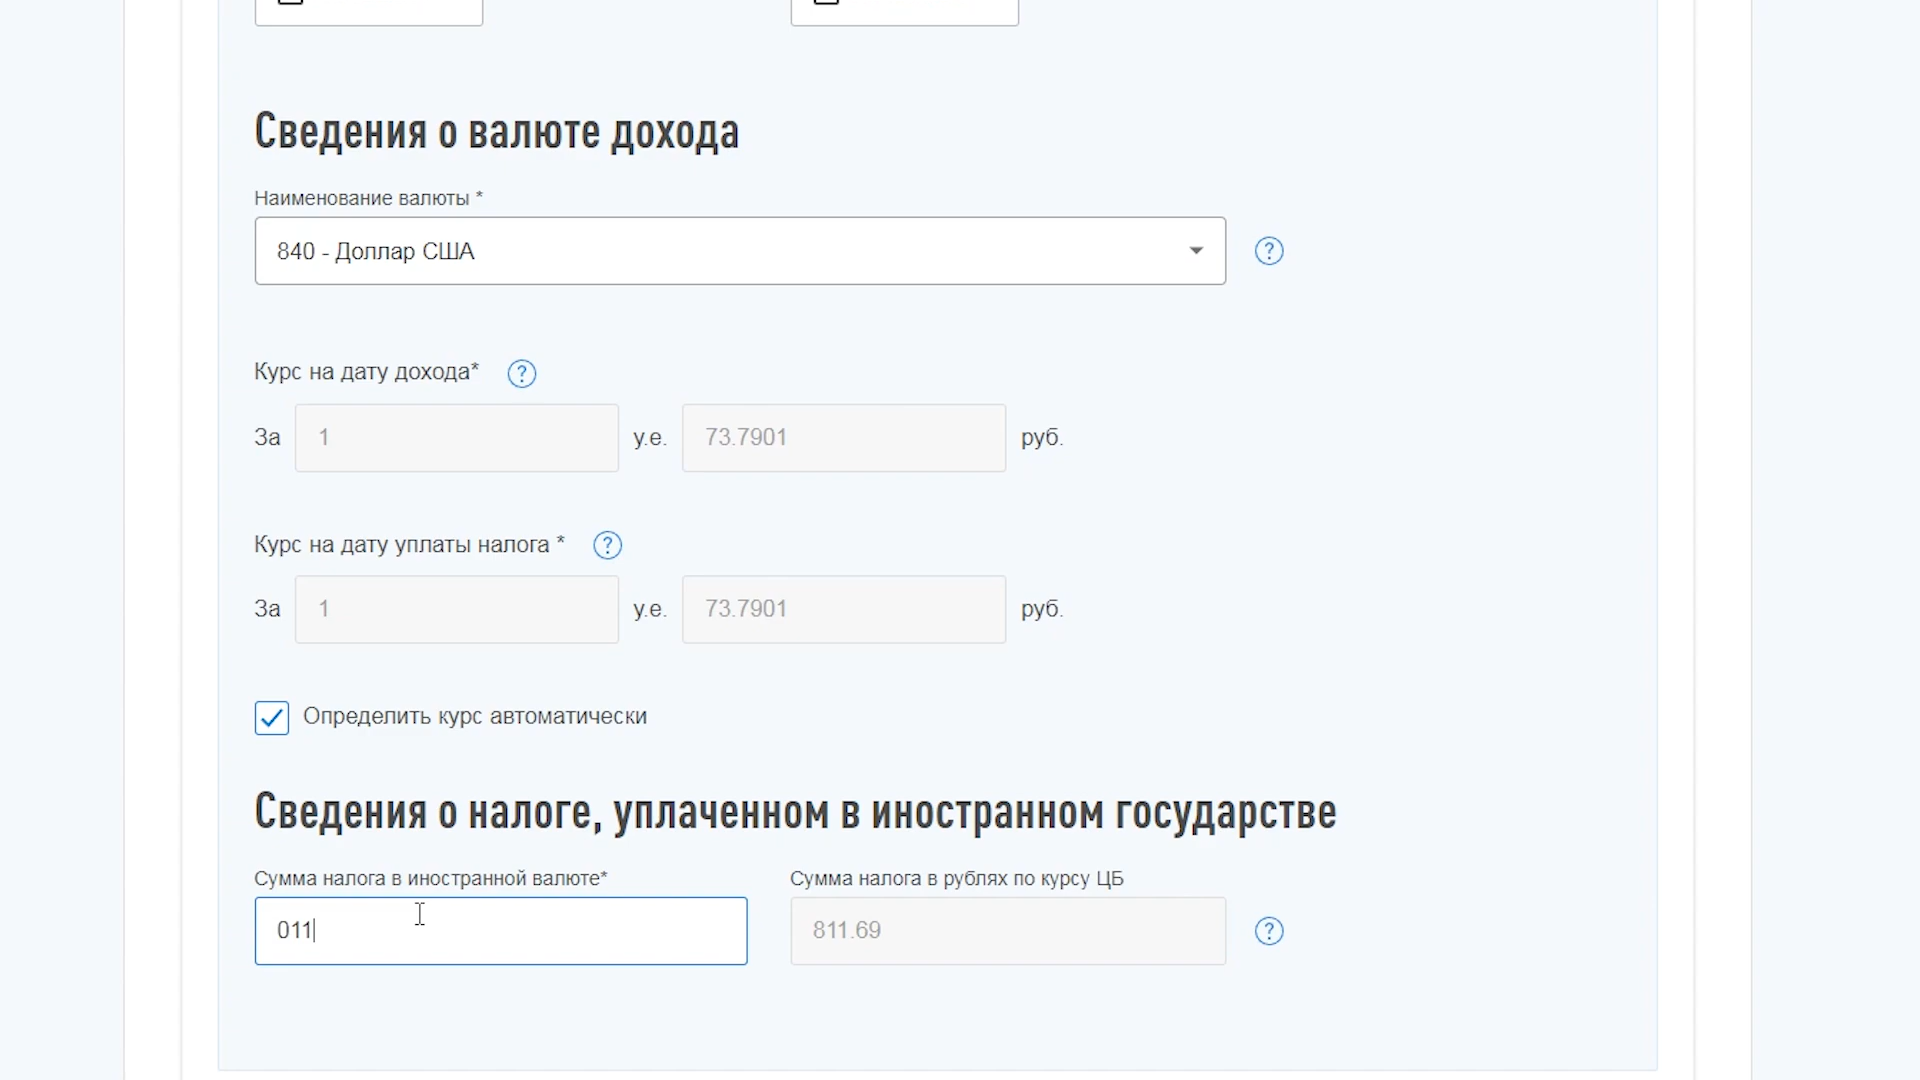 Сведения о валюте дохода
Наименование валюты *
840 - Доллар США
?
Курс на дату дохода* ?
За 1 у.е. 73.7901 руб.
Курс на дату уплаты налога * ?
За 1 у.е. 73.7901 руб.
Определить курс автоматически
Сведения о налоге, уплаченном в иностранном государстве
Сумма налога в иностранной валюте* Сумма налога в рублях по курсу ЦБ
011 811.69 ?